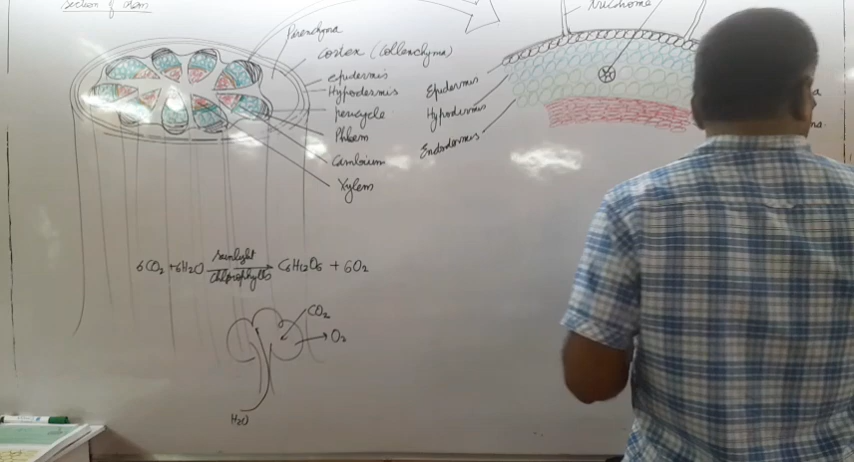 section of stem
Parenchyma
cortex (collenchyma)
epidermis
Hypodermis
pericycle
Phloem
Cambium
Xylem
Trichome
Epidermis
Hypodermis
Endodermis
6CO₂ + 6H₂O sunlight → chlorophylls C₆H₁₂O₆ + 6O₂
CO₂
O₂
H₂O